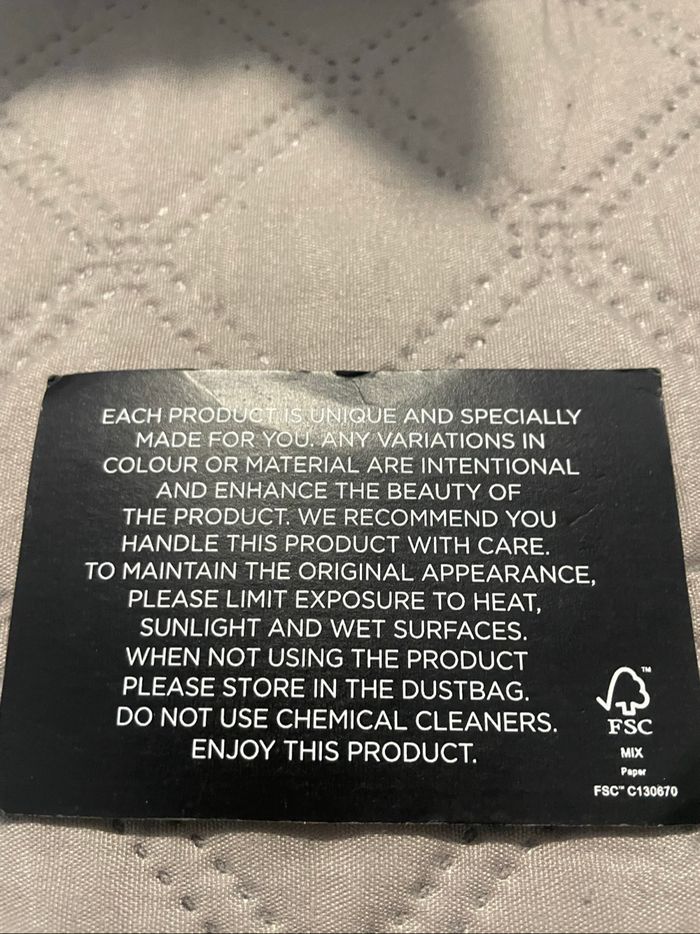 EACH PRODUCT IS UNIQUE AND SPECIALLY
MADE FOR YOU. ANY VARIATIONS IN
COLOUR OR MATERIAL ARE INTENTIONAL
AND ENHANCE THE BEAUTY OF
THE PRODUCT. WE RECOMMEND YOU
HANDLE THIS PRODUCT WITH CARE.
TO MAINTAIN THE ORIGINAL APPEARANCE,
PLEASE LIMIT EXPOSURE TO HEAT,
SUNLIGHT AND WET SURFACES.
WHEN NOT USING THE PRODUCT
PLEASE STORE IN THE DUSTBAG.
DO NOT USE CHEMICAL CLEANERS.
ENJOY THIS PRODUCT.
™
FSC
MIX
Paper
FSC™ C130670